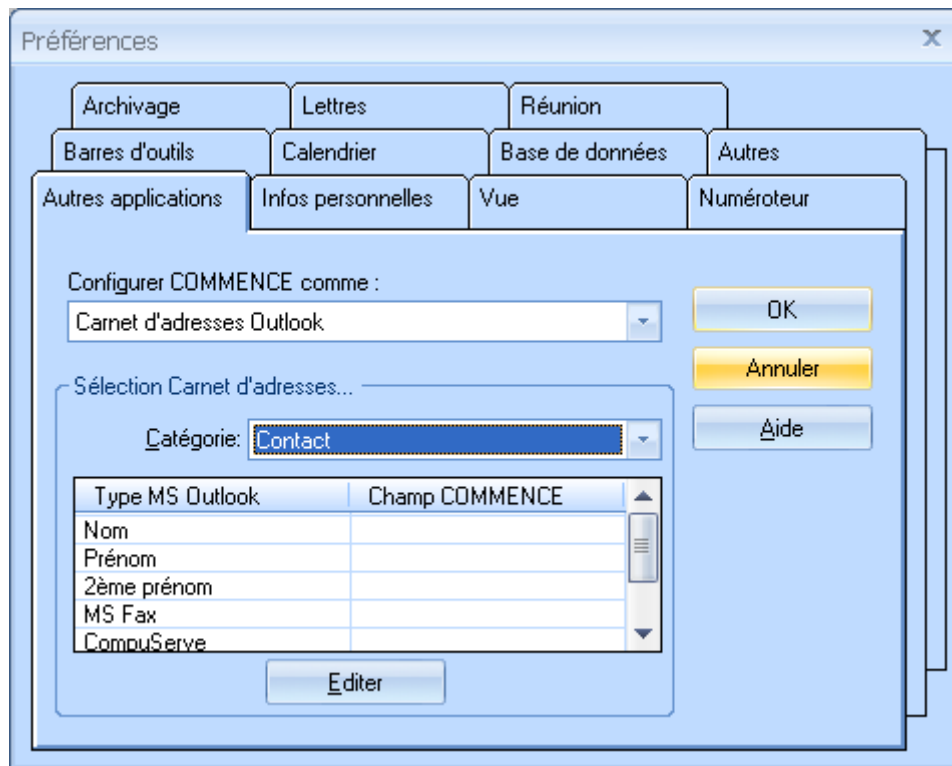 Préférences
Archivage Lettres Réunion
Barres d'outils Calendrier Base de données Autres
Autres applications Infos personnelles Vue Numéroteur
Configurer COMMENCE comme :
Carnet d'adresses Outlook
OK
Annuler
Sélection Carnet d'adresses...
Catégorie: Contact
Aide
Type MS Outlook Champ COMMENCE
Nom
Prénom
2ème prénom
MS Fax
CompuServe
Editer